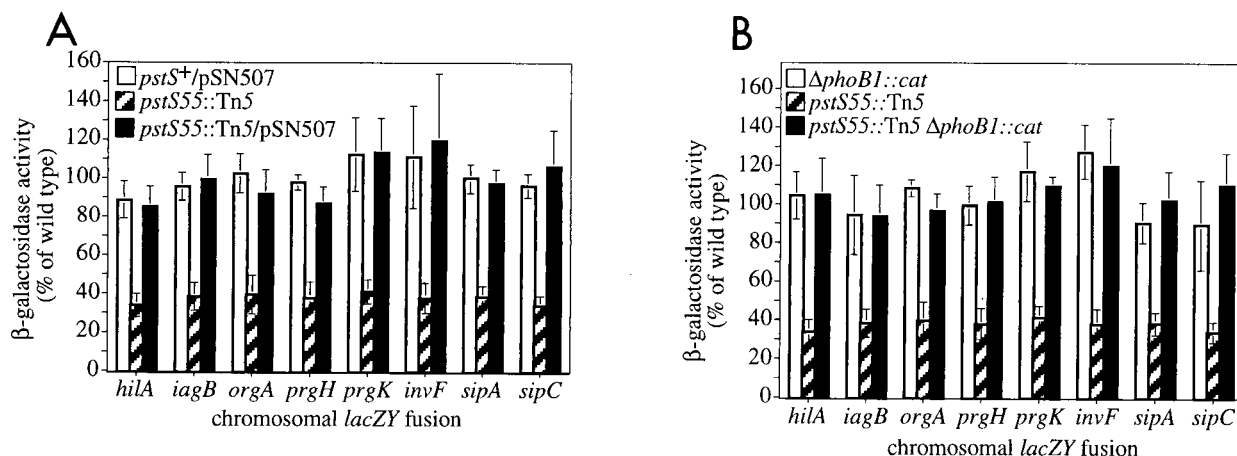 A
160
140
120
100
80
60
40
20
0
β-galactosidase activity
(% of wild type)
pstS+/pSN507
pstS55::Tn5
pstS55::Tn5/pSN507
hilA iagB orgA prgH prgK invF sipA sipC
chromosomal lacZY fusion
B
160
140
120
100
80
60
40
20
0
β-galactosidase activity
(% of wild type)
ΔphoB1::cat
pstS55::Tn5
pstS55::Tn5 ΔphoB1::cat
hilA iagB orgA prgH prgK invF sipA sipC
chromosomal lacZY fusion